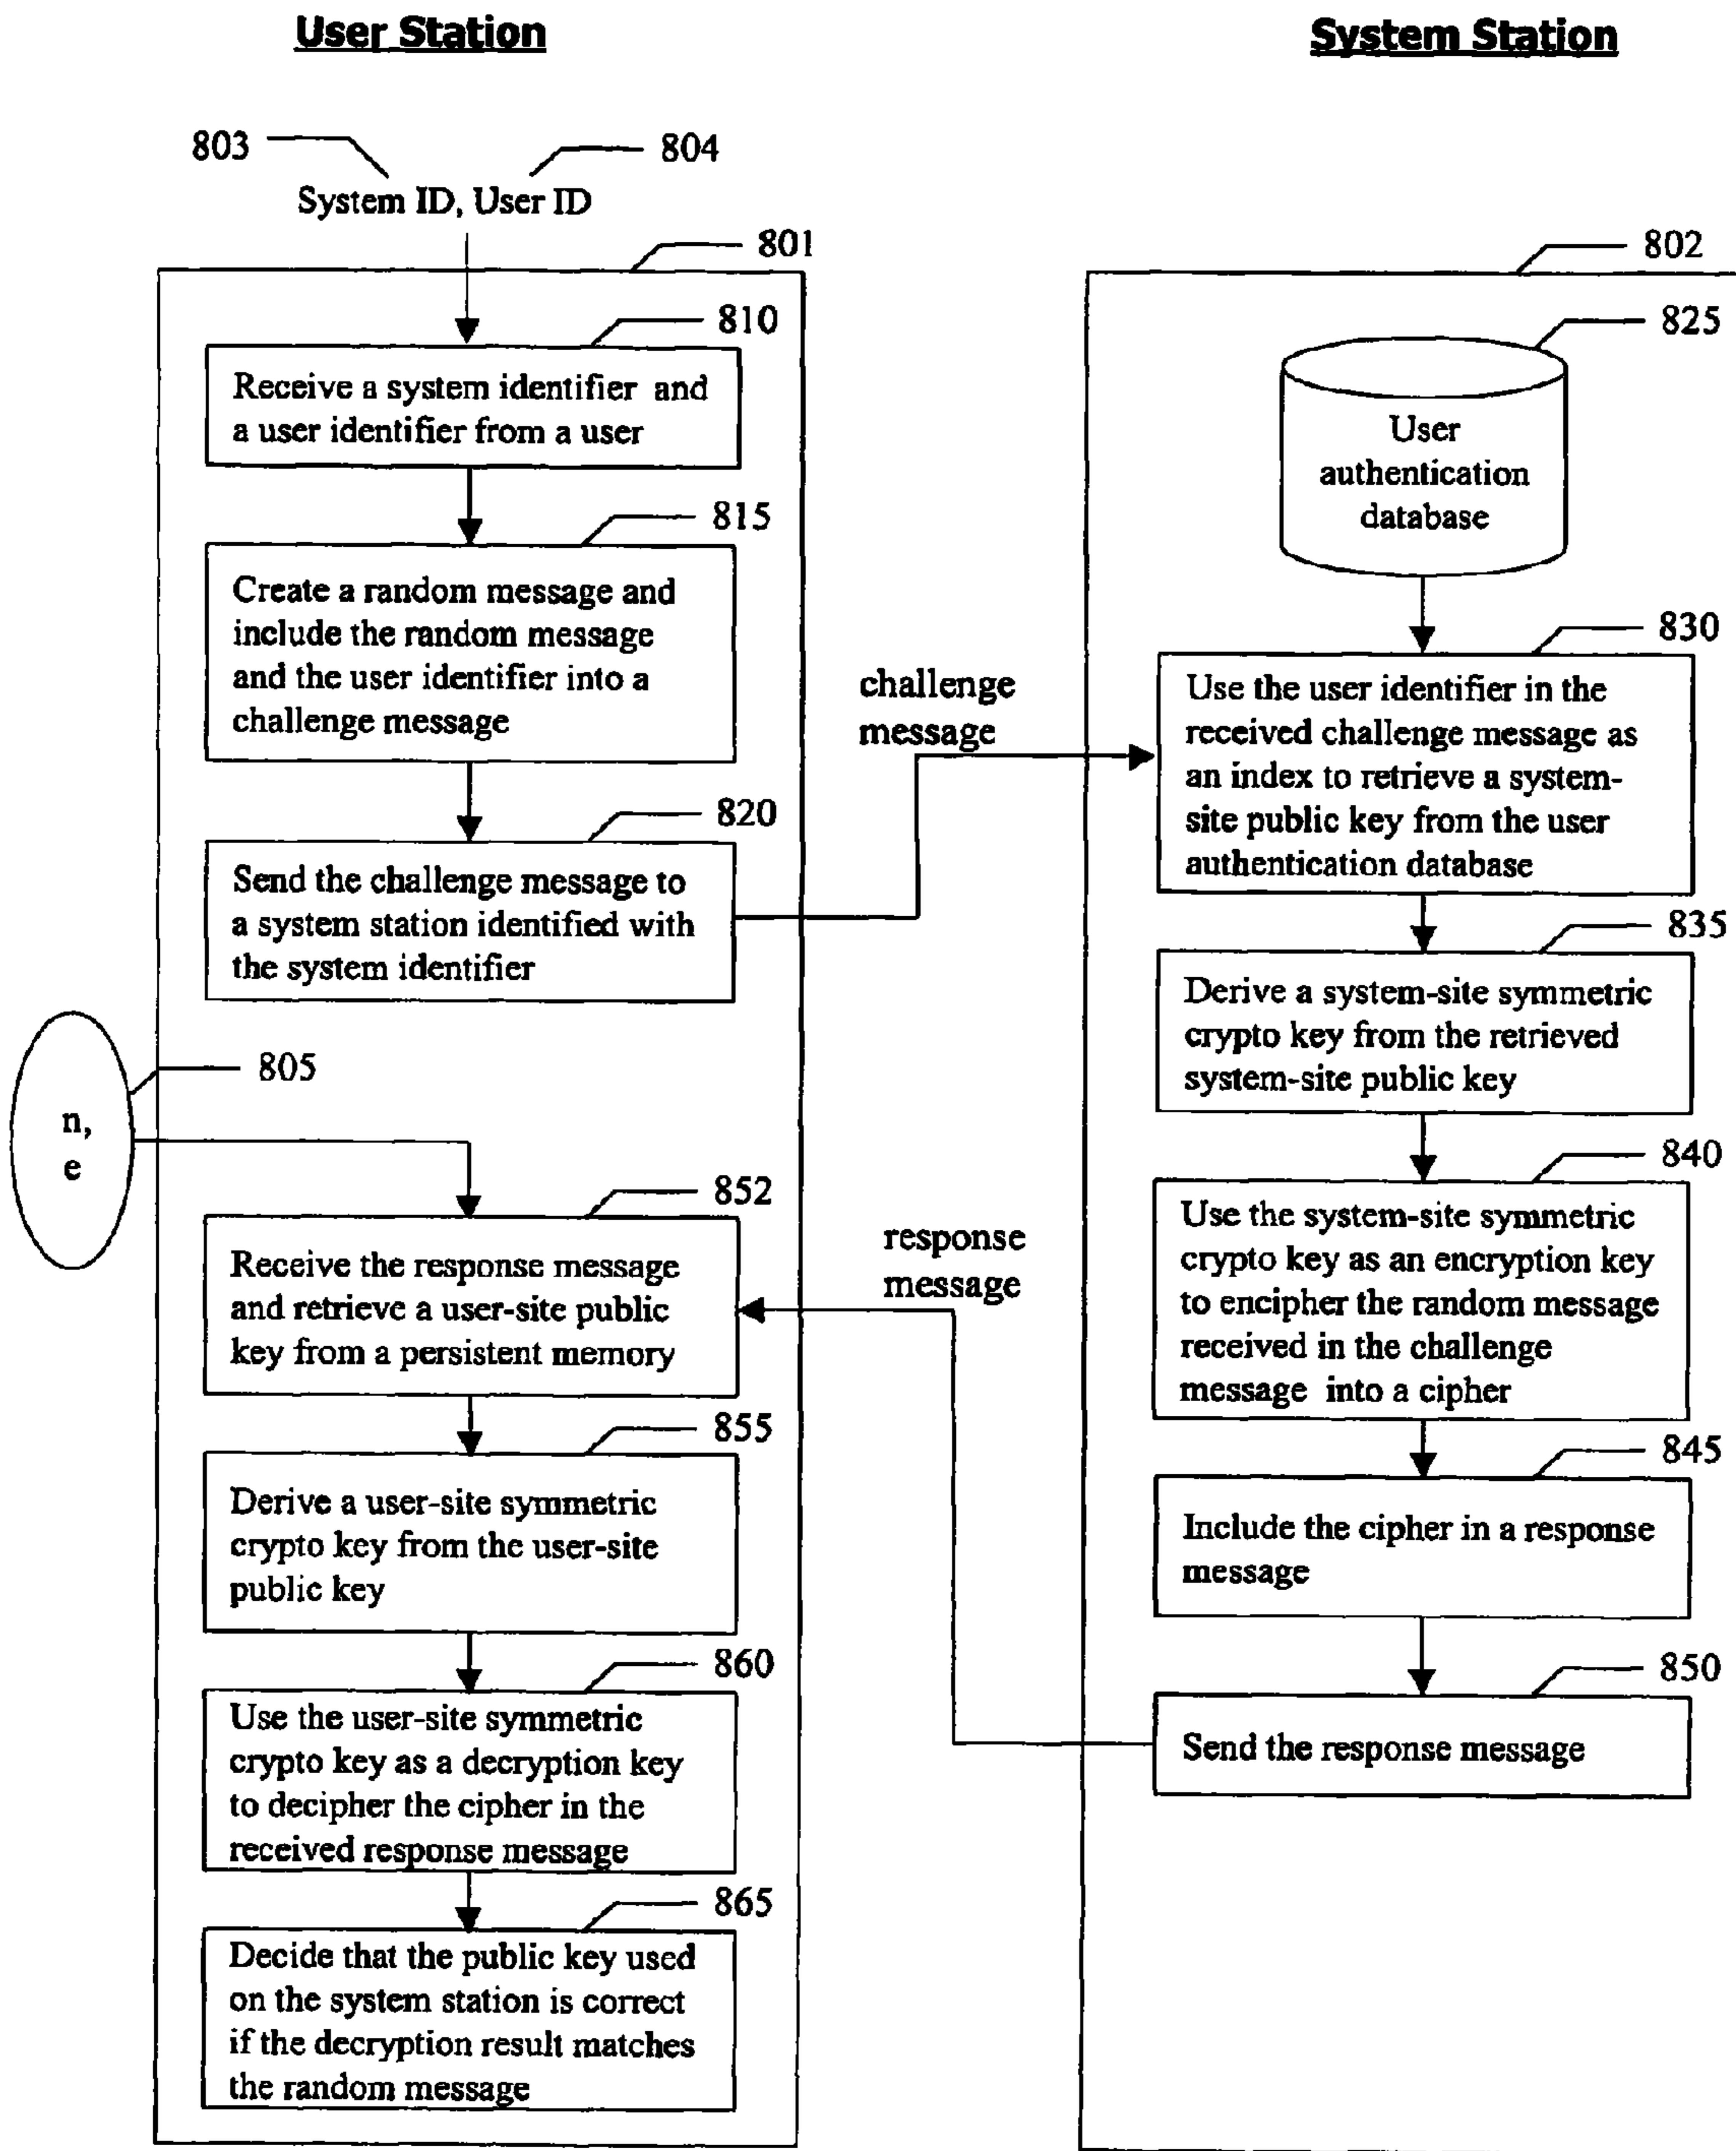 User Station
System Station
803
804
System ID, User ID
801
802
810
Receive a system identifier and
a user identifier from a user
815
Create a random message and
include the random message
and the user identifier into a
challenge message
820
Send the challenge message to
a system station identified with
the system identifier
challenge
message
825
User
authentication
database
830
Use the user identifier in the
received challenge message as
an index to retrieve a system-
site public key from the user
authentication database
835
Derive a system-site symmetric
crypto key from the retrieved
system-site public key
840
Use the system-site symmetric
crypto key as an encryption key
to encipher the random message
received in the challenge
message into a cipher
845
Include the cipher in a response
message
850
Send the response message
response
message
805
n,
e
852
Receive the response message
and retrieve a user-site public
key from a persistent memory
855
Derive a user-site symmetric
crypto key from the user-site
public key
860
Use the user-site symmetric
crypto key as a decryption key
to decipher the cipher in the
received response message
865
Decide that the public key used
on the system station is correct
if the decryption result matches
the random message